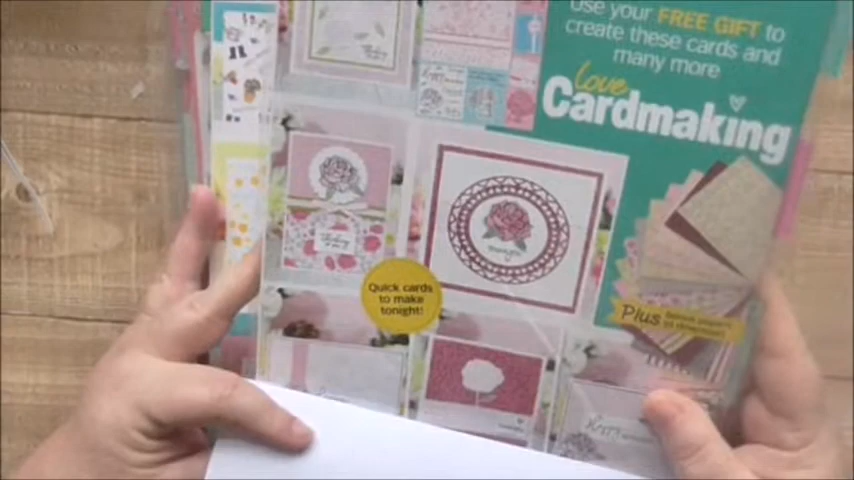 Use your FREE GIFT to
create these cards and
many more
love
Cardmaking
Quick cards
to make
tonight!
Plus